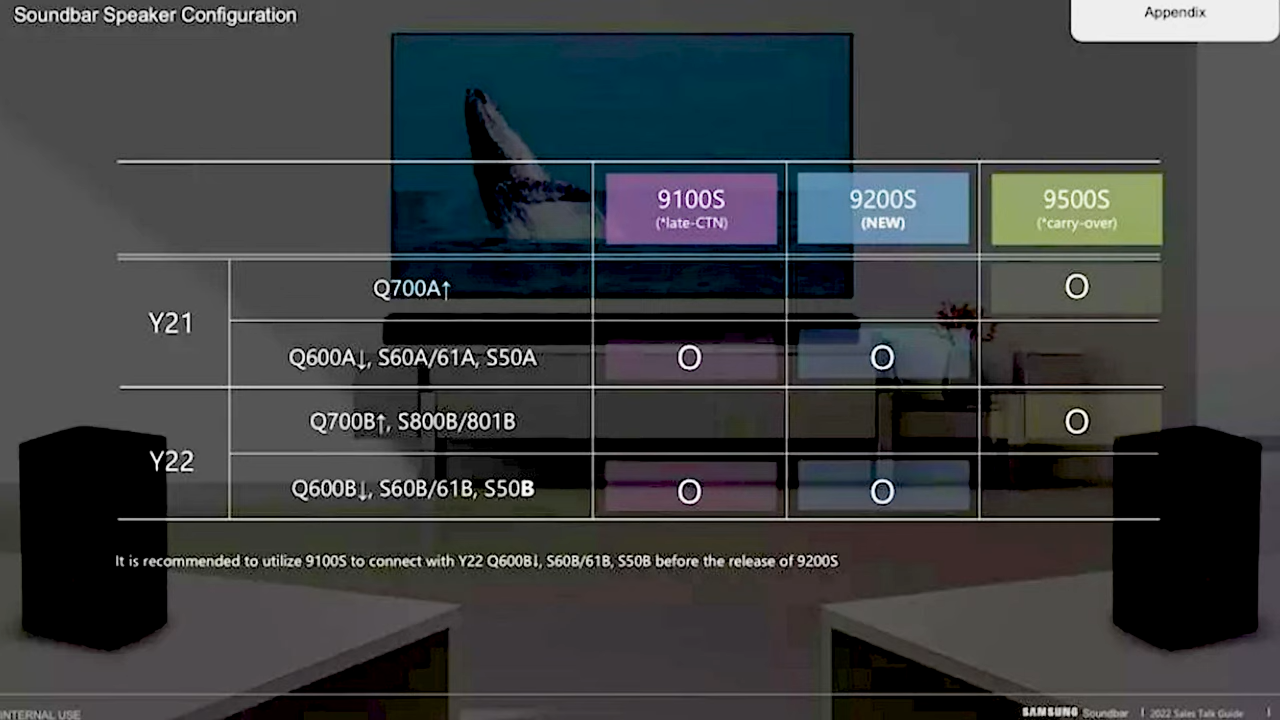 Soundbar Speaker Configuration
Appendix
9100S
(*late-CTN)
9200S
(NEW)
9500S
(*carry-over)
Y21
Q700A↑
O
Q600A↓, S60A/61A, S50A
O
O
Y22
Q700B↑, S800B/801B
O
Q600B↓, S60B/61B, S50B
O
O
It is recommended to utilize 9100S to connect with Y22 Q600B↓, S60B/61B, S50B before the release of 9200S
INTERNAL USE
SAMSUNG Soundbar | 2022 Sales Talk Guide |